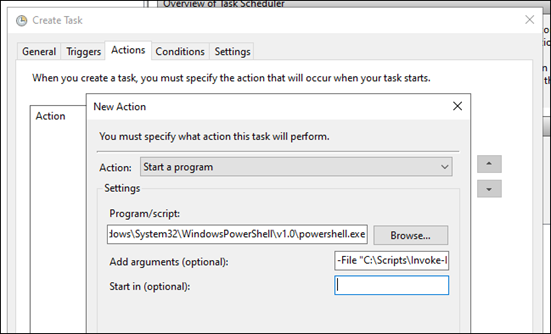 Overview of Task Scheduler
Create Task
General Triggers Actions Conditions Settings
When you create a task, you must specify the action that will occur when your task starts.
Action
New Action
You must specify what action this task will perform.
Action: Start a program
Settings
Program/script:
dows\System32\WindowsPowerShell\v1.0\powershell.exe Browse...
Add arguments (optional): -File "C:\Scripts\Invoke-I
Start in (optional):